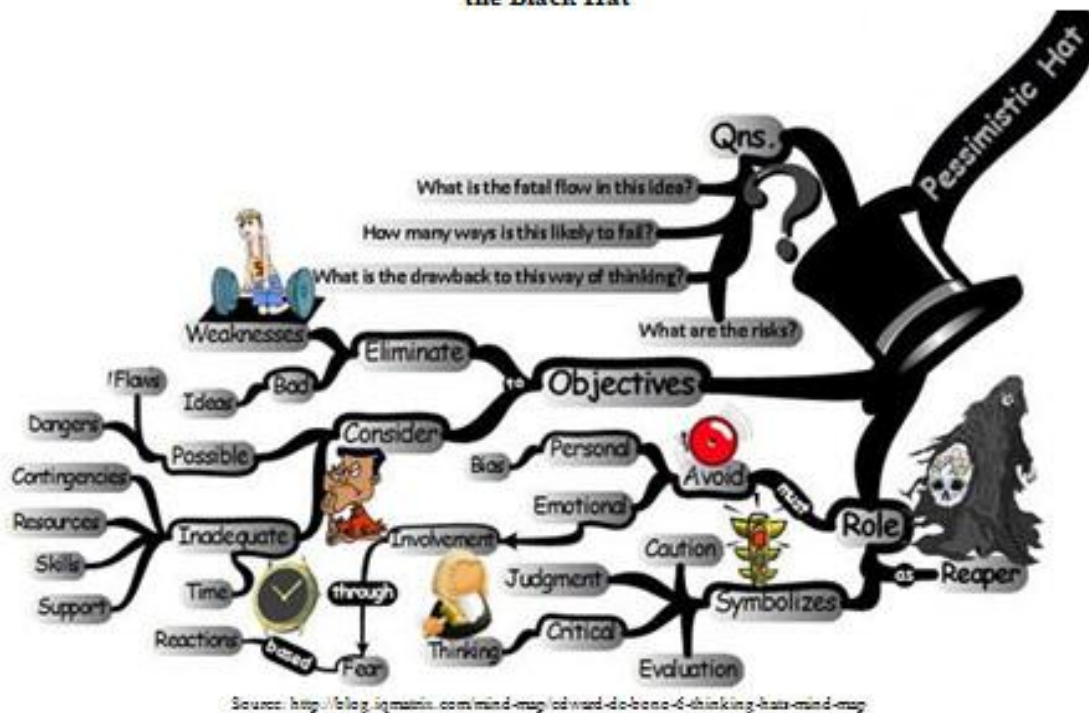 the Black Hat
Pessimistic Hat
Qns.
What is the fatal flow in this idea?
How many ways is this likely to fail?
What is the drawback to this way of thinking?
What are the risks?
Objectives
to
Eliminate
Weaknesses
Bad
Ideas
Consider
Possible
Flaws
Dangers
Inadequate
Contingencies
Resources
Skills
Support
Time
Role
must
Avoid
Personal
Bias
Emotional
Involvement
through
Fear
based
Reactions
as
Reaper
Symbolizes
Caution
Judgment
Critical
Thinking
Evaluation
Source: http://blog.iqmatrix.com/mind-map/edward-de-bono-6-thinking-hats-mind-map